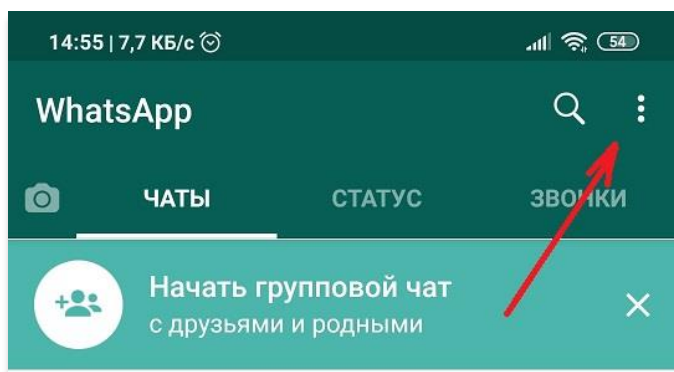 14:55 | 7,7 КБ/с
54
WhatsApp
ЧАТЫ СТАТУС ЗВОНКИ
Начать групповой чат
с друзьями и родными